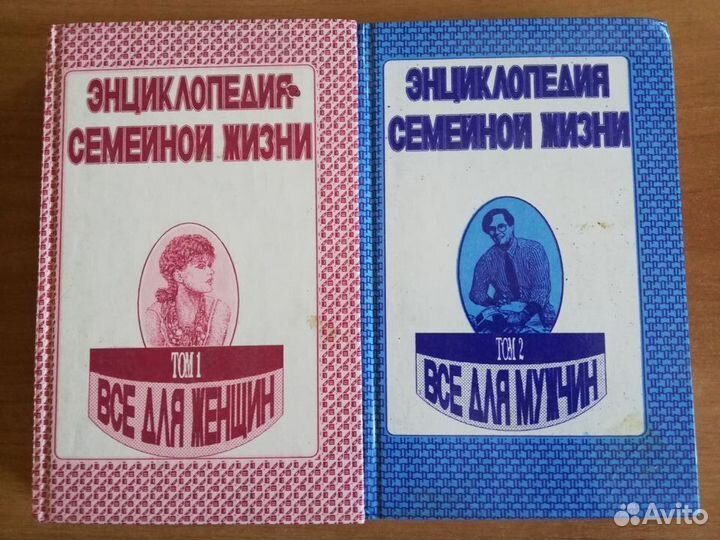 ЭНЦИКЛОПЕДИЯ
СЕМЕЙНОЙ ЖИЗНИ
ТОМ 1
ВСЕ ДЛЯ ЖЕНЩИН
ЭНЦИКЛОПЕДИЯ
СЕМЕЙНОЙ ЖИЗНИ
ТОМ 2
ВСЕ ДЛЯ МУЖЧИН
Avito